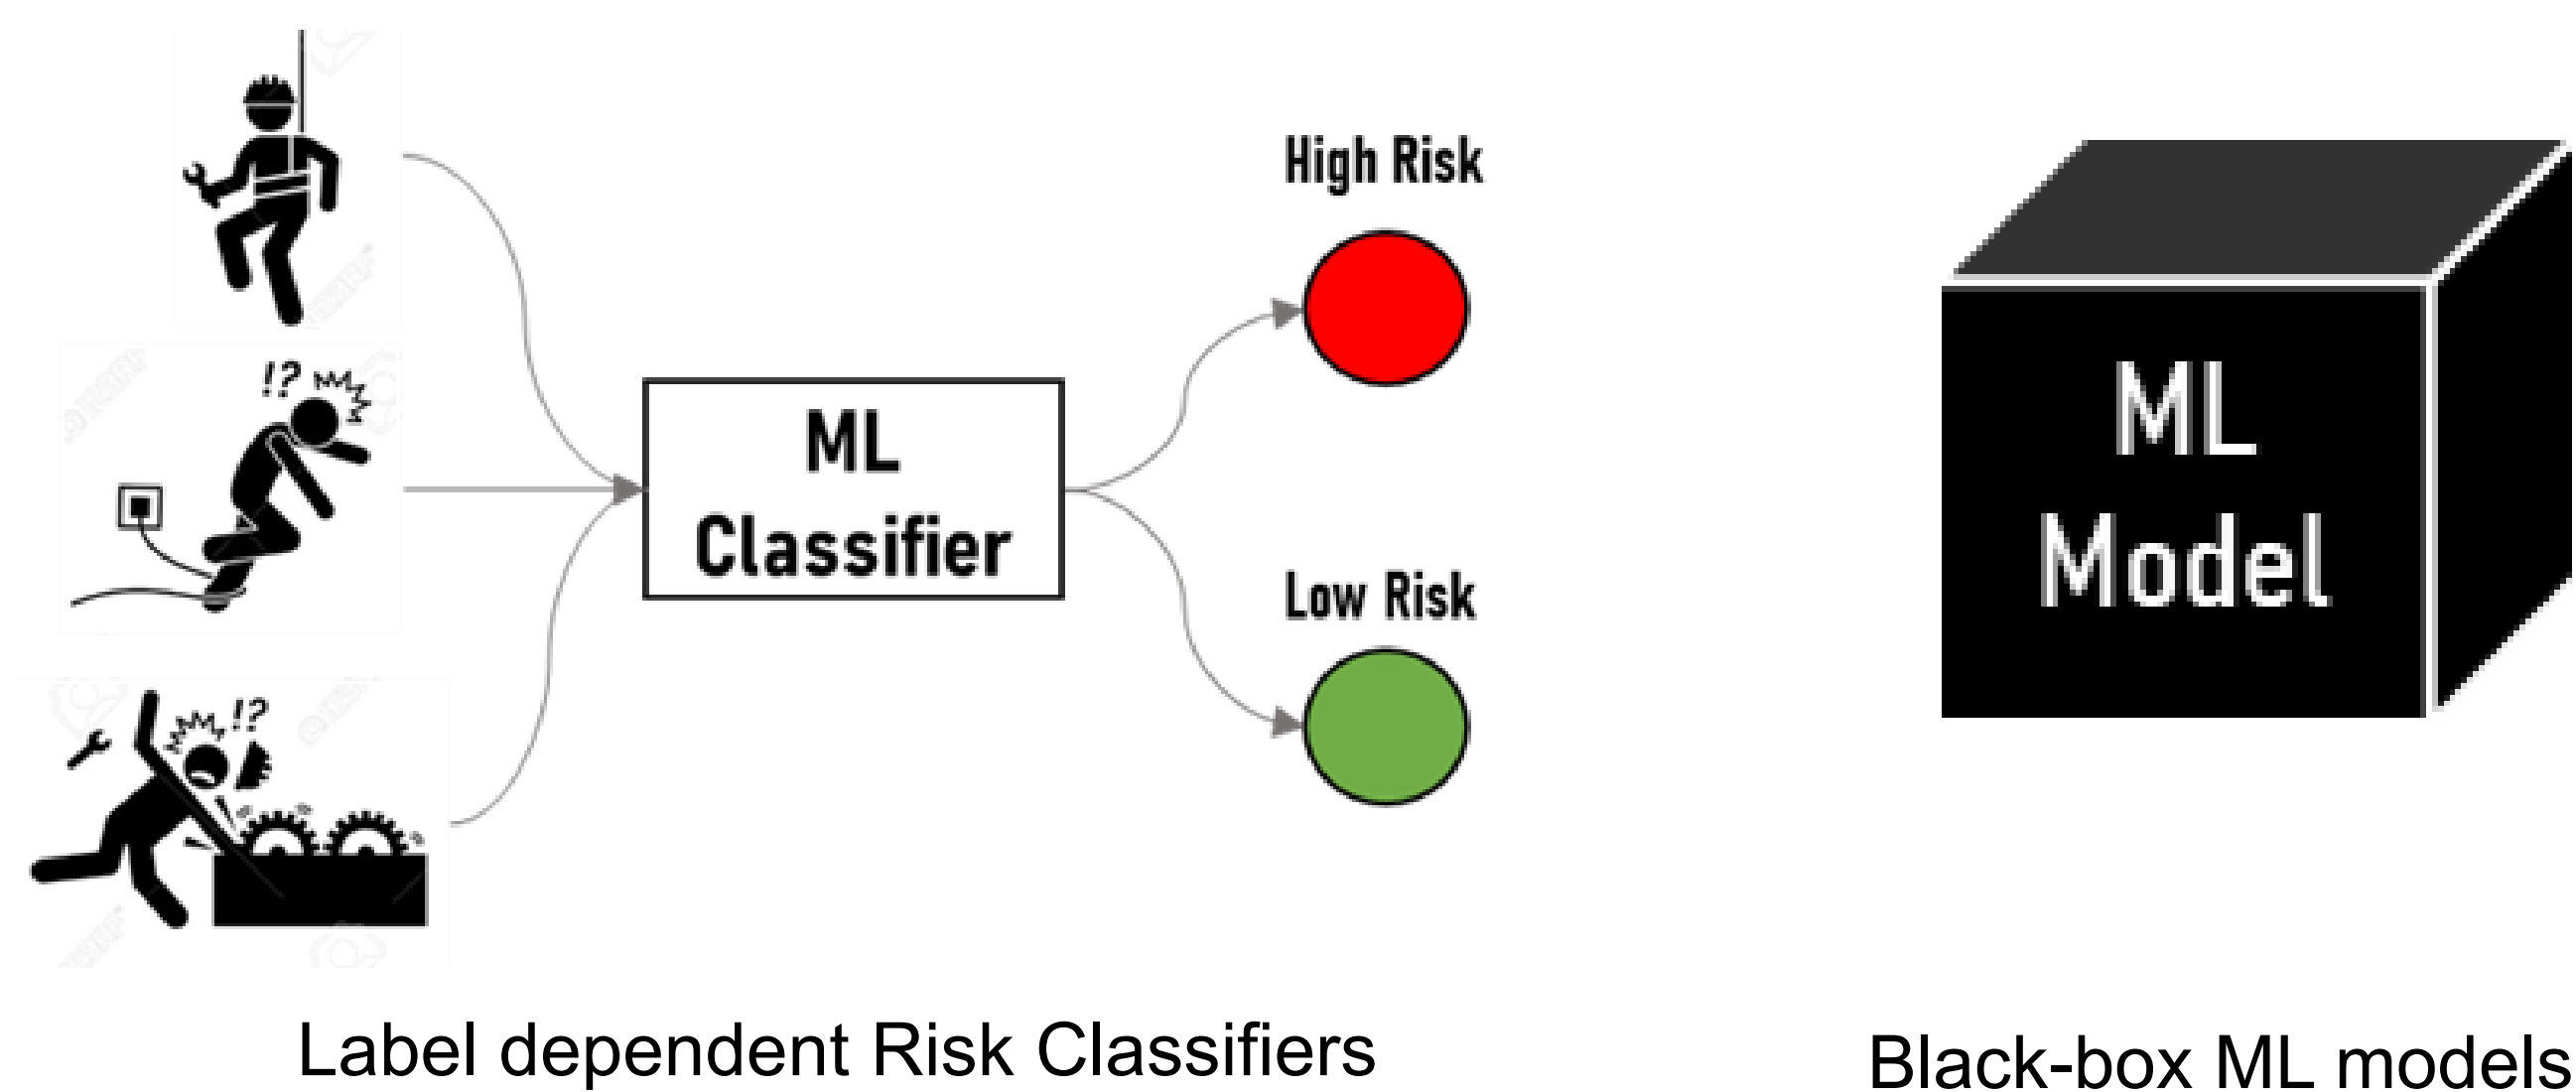 High Risk
!?
ML
Classifier
ML
Model
Low Risk
!?
Label dependent Risk Classifiers
Black-box ML models